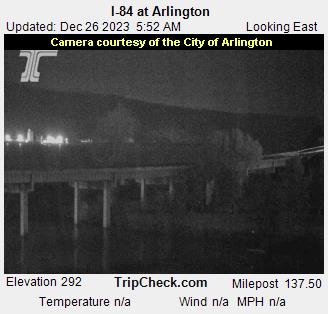 I-84 at Arlington
Updated: Dec 26 2023 5:52 AM Looking East
Camera courtesy of the City of Arlington
Elevation 292 TripCheck.com Milepost 137.50
Temperature n/a Wind n/a MPH n/a